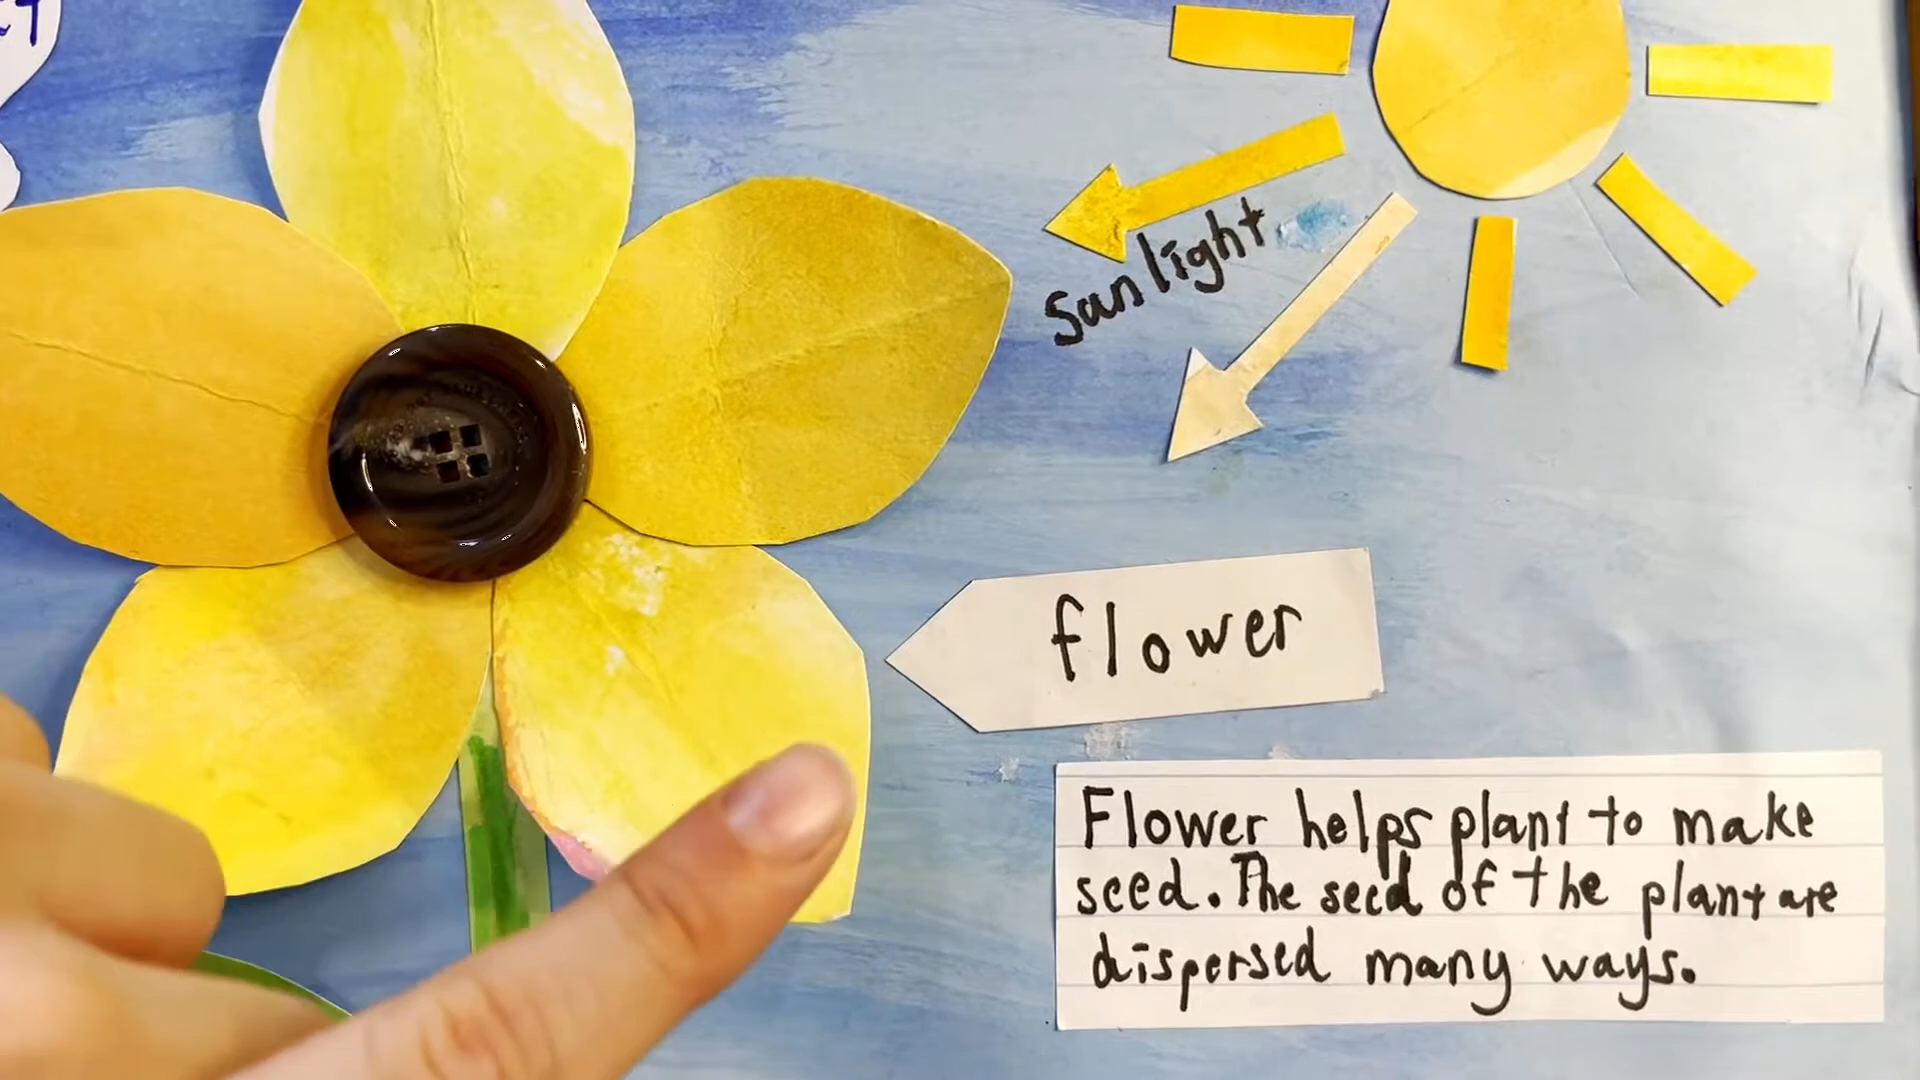 Sunlight
flower
Flower helps plant to make
seed. The seed of the plant are
dispersed many ways.